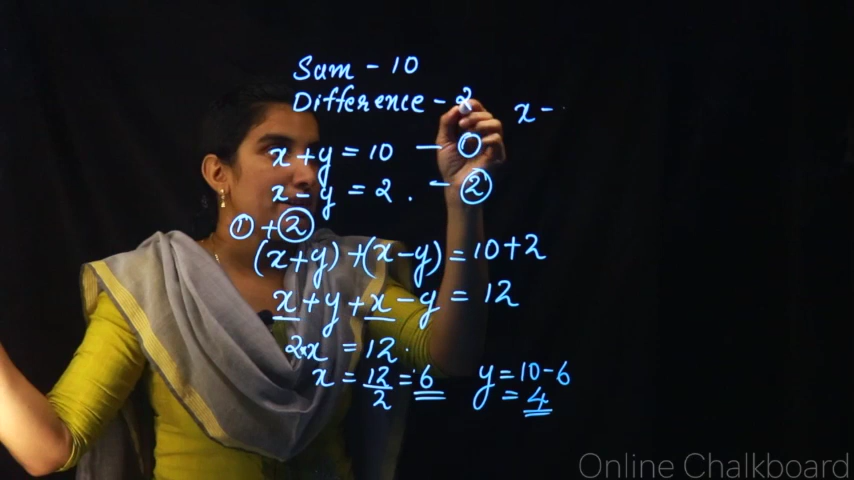 Sum - 10
Difference - 2
x -
x + y = 10 — ①
x - y = 2 . - ②
① + ②
(x+y) + (x-y) = 10+2
x + y + x - y = 12
2×x = 12.
x = 12/2 = 6
y = 10-6
= 4
Online Chalkboard